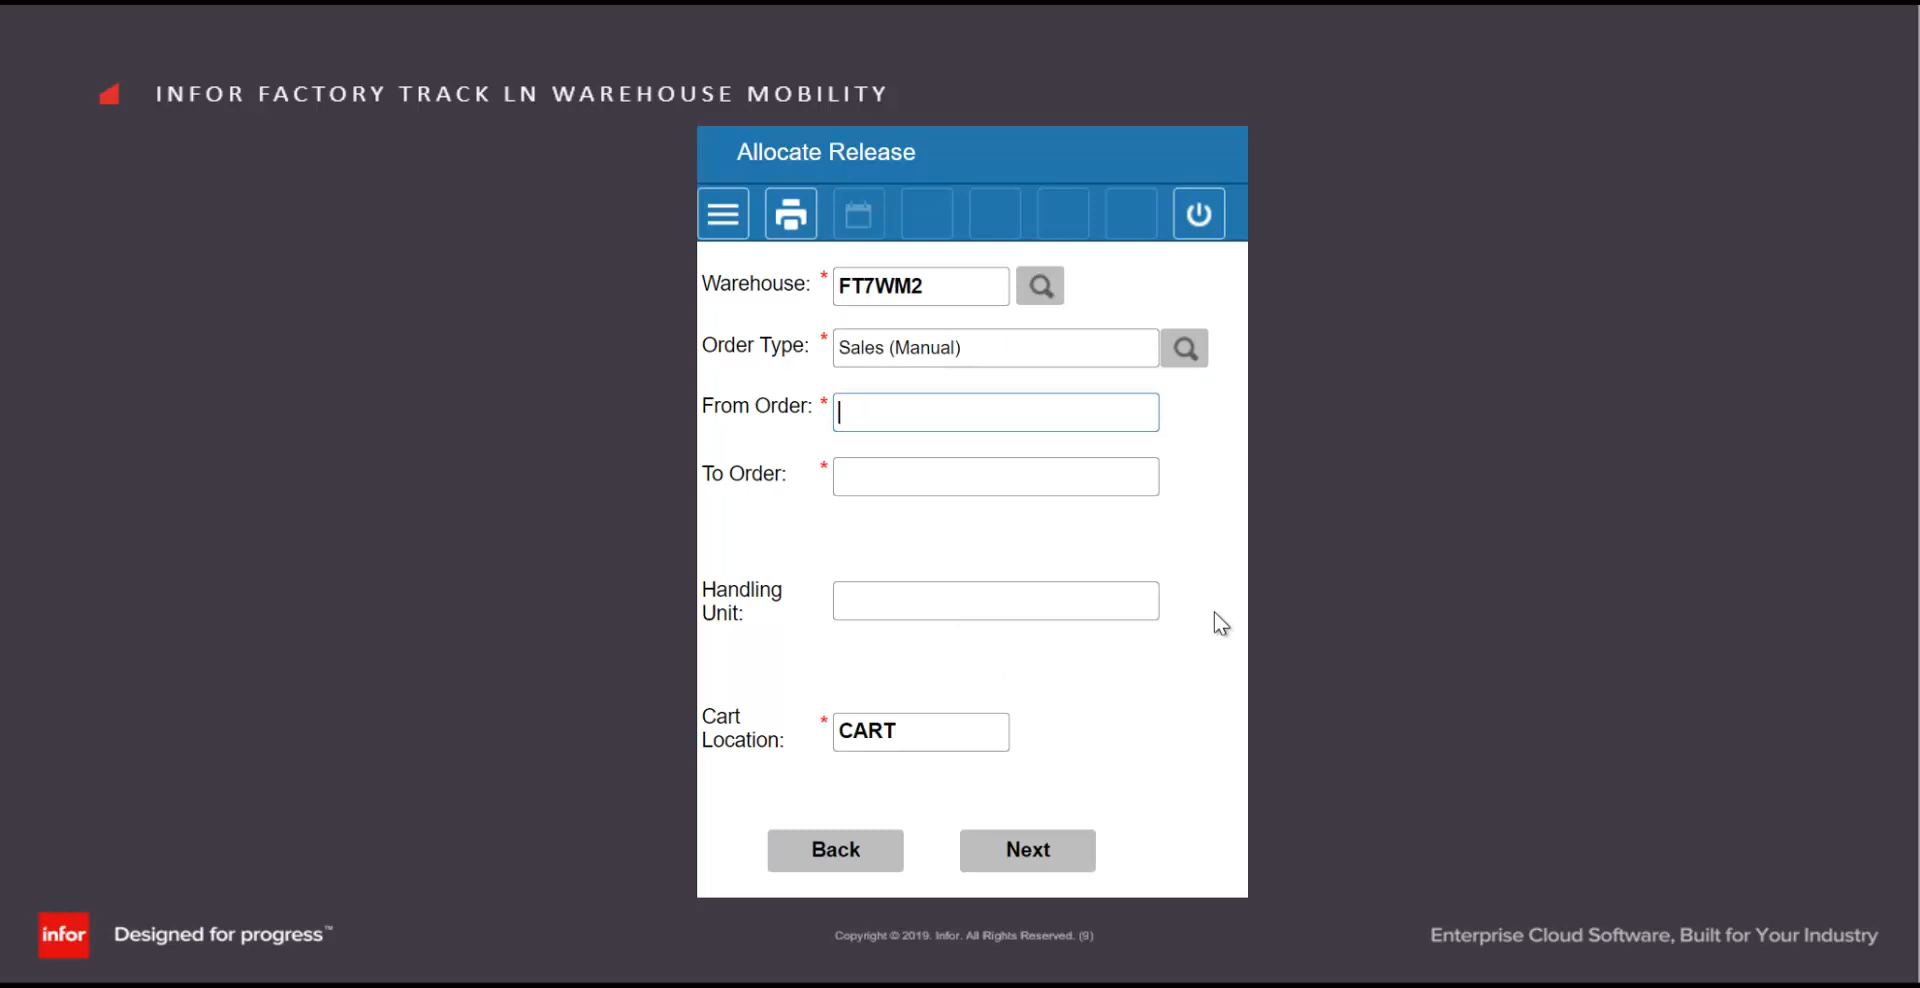 INFOR FACTORY TRACK LN WAREHOUSE MOBILITY
Allocate Release
Warehouse: * FT7WM2
Order Type: * Sales (Manual)
From Order: *
To Order: *
Handling
Unit:
Cart
Location: * CART
Back Next
infor Designed for progress™
Copyright © 2019. Infor. All Rights Reserved. (9)
Enterprise Cloud Software, Built for Your Industry